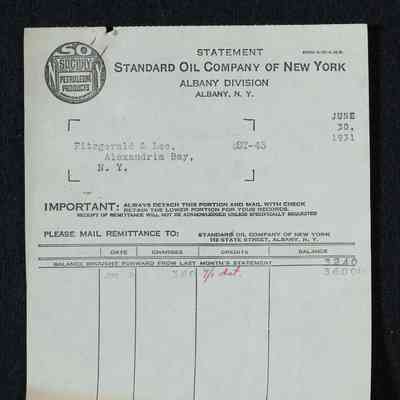 SO
SOCONY
PETROLEUM
PRODUCTS
STATEMENT
STANDARD OIL COMPANY OF NEW YORK
ALBANY DIVISION
ALBANY, N. Y.
JUNE
30,
1931
Fitzgerald & Lee,
Alexandria Bay,
N. Y.
IMPORTANT: ALWAYS DETACH THIS PORTION AND MAIL WITH CHECK
RETAIN THE LOWER PORTION FOR YOUR RECORDS.
RECEIPT OF REMITTANCE WILL NOT BE ACKNOWLEDGED UNLESS SPECIFICALLY REQUESTED
PLEASE MAIL REMITTANCE TO: STANDARD OIL COMPANY OF NEW YORK
STATE STREET, ALBANY, N. Y.
DATE CHARGES CREDITS BALANCE
BALANCE BROUGHT FORWARD FROM LAST MONTH'S STATEMENT 3240
360 3600